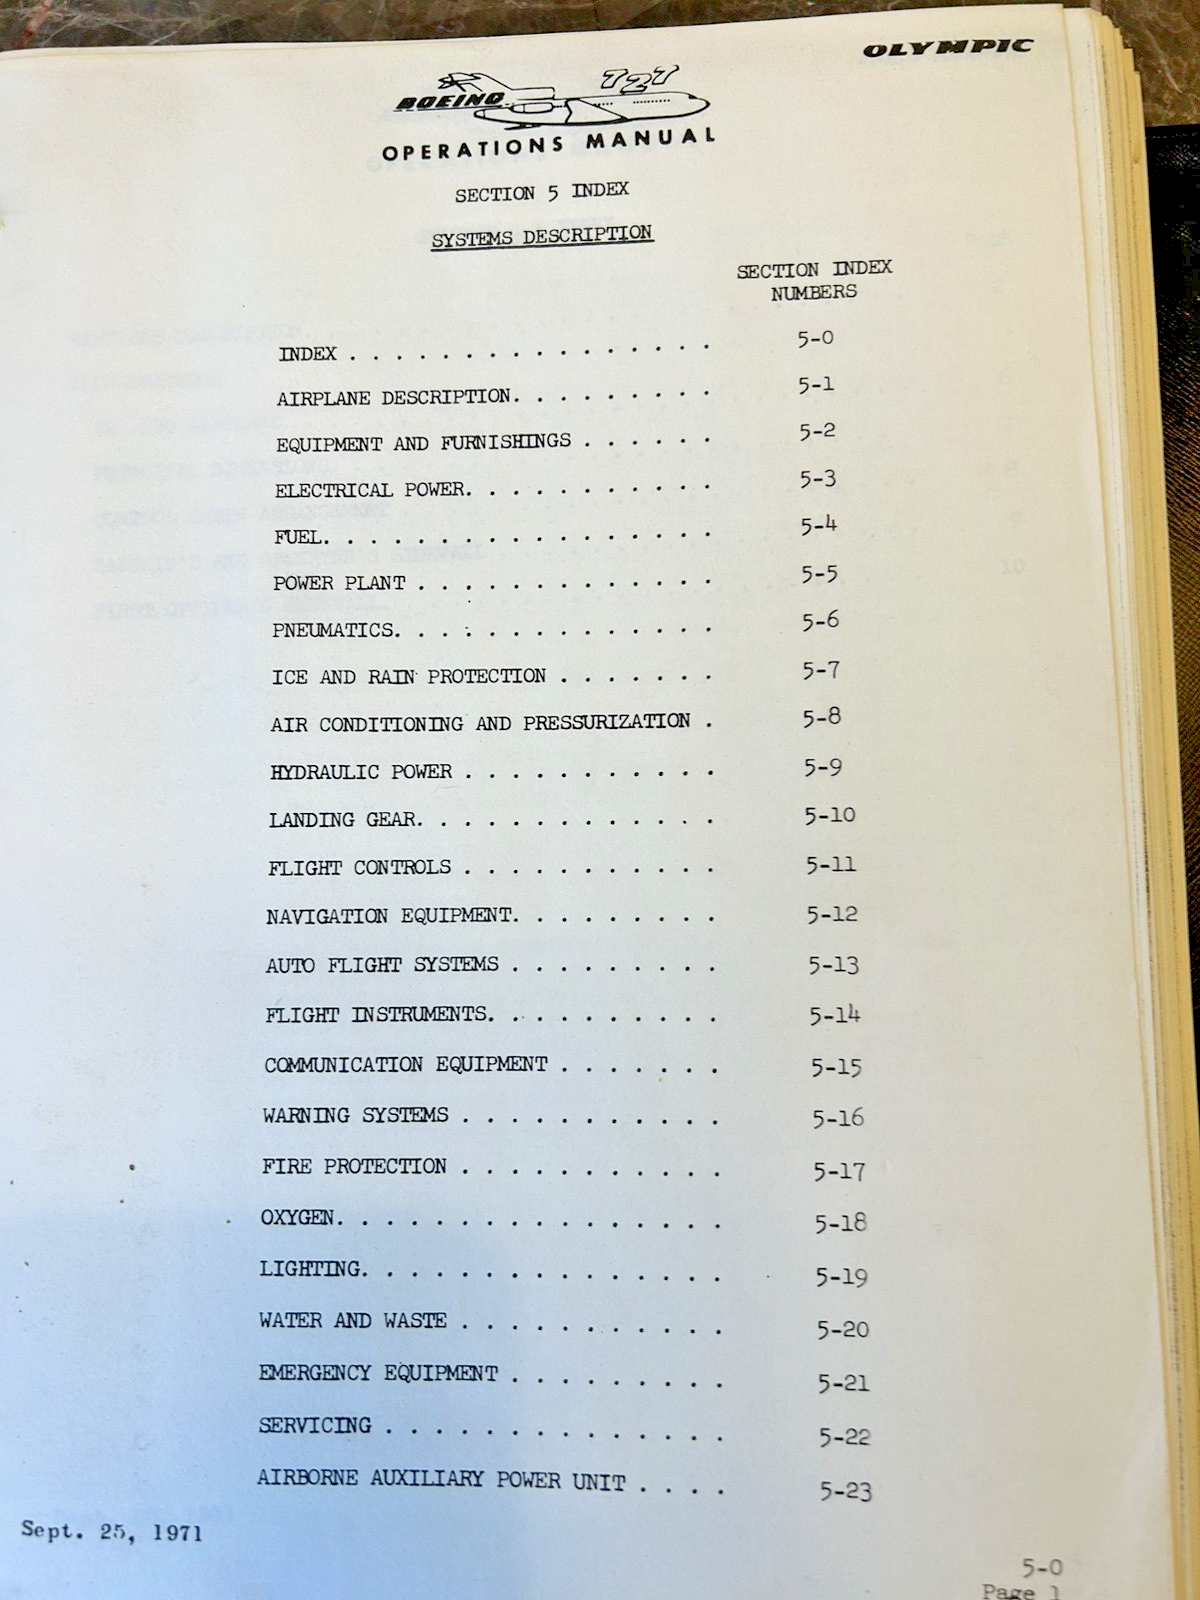 OLYMPIC
BOEING 727
OPERATIONS MANUAL
SECTION 5 INDEX
SYSTEMS DESCRIPTION
SECTION INDEX
NUMBERS
INDEX . . . . . . . . . . . . . . . . 5-0
AIRPLANE DESCRIPTION. . . . . . . . . 5-1
EQUIPMENT AND FURNISHINGS . . . . . . 5-2
ELECTRICAL POWER. . . . . . . . . . . 5-3
FUEL. . . . . . . . . . . . . . . . . 5-4
POWER PLANT . . . . . . . . . . . . . 5-5
PNEUMATICS. . . . . . . . . . . . . . 5-6
ICE AND RAIN PROTECTION . . . . . . . 5-7
AIR CONDITIONING AND PRESSURIZATION . 5-8
HYDRAULIC POWER . . . . . . . . . . . 5-9
LANDING GEAR. . . . . . . . . . . . . 5-10
FLIGHT CONTROLS . . . . . . . . . . . 5-11
NAVIGATION EQUIPMENT. . . . . . . . . 5-12
AUTO FLIGHT SYSTEMS . . . . . . . . . 5-13
FLIGHT INSTRUMENTS. . . . . . . . . . 5-14
COMMUNICATION EQUIPMENT . . . . . . . 5-15
WARNING SYSTEMS . . . . . . . . . . . 5-16
FIRE PROTECTION . . . . . . . . . . . 5-17
OXYGEN. . . . . . . . . . . . . . . . 5-18
LIGHTING. . . . . . . . . . . . . . . 5-19
WATER AND WASTE . . . . . . . . . . . 5-20
EMERGENCY EQUIPMENT . . . . . . . . . 5-21
SERVICING . . . . . . . . . . . . . . 5-22
AIRBORNE AUXILIARY POWER UNIT . . . . 5-23
Sept. 25, 1971
5-0
Page 1